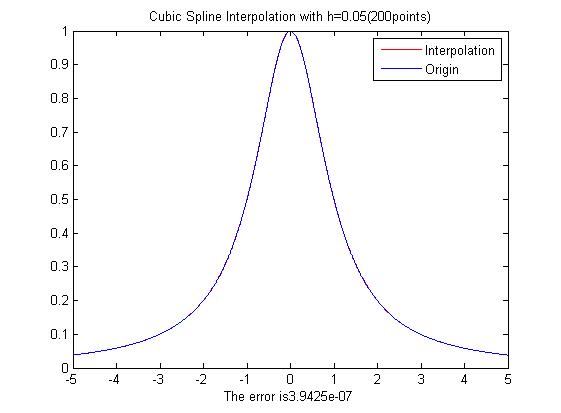 Cubic Spline Interpolation with h=0.05(200points)
1
0.9
0.8
0.7
0.6
0.5
0.4
0.3
0.2
0.1
0
Interpolation
Origin
-5 -4 -3 -2 -1 0 1 2 3 4 5
The error is3.9425e-07